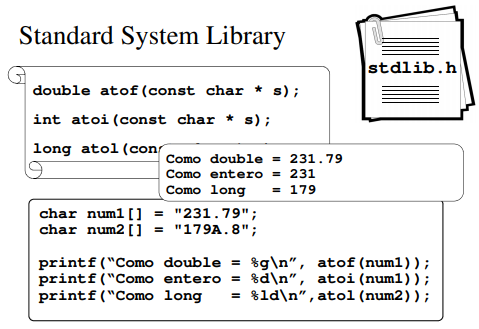 Standard System Library
stdlib.h
double atof(const char * s);
int atoi(const char * s);
long atol(con
Como double = 231.79
Como entero = 231
Como long   = 179
char num1[] = "231.79";
char num2[] = "179A.8";
printf(“Como double = %g\n”, atof(num1));
printf(“Como entero = %d\n”, atoi(num1));
printf(“Como long   = %ld\n”,atol(num2));